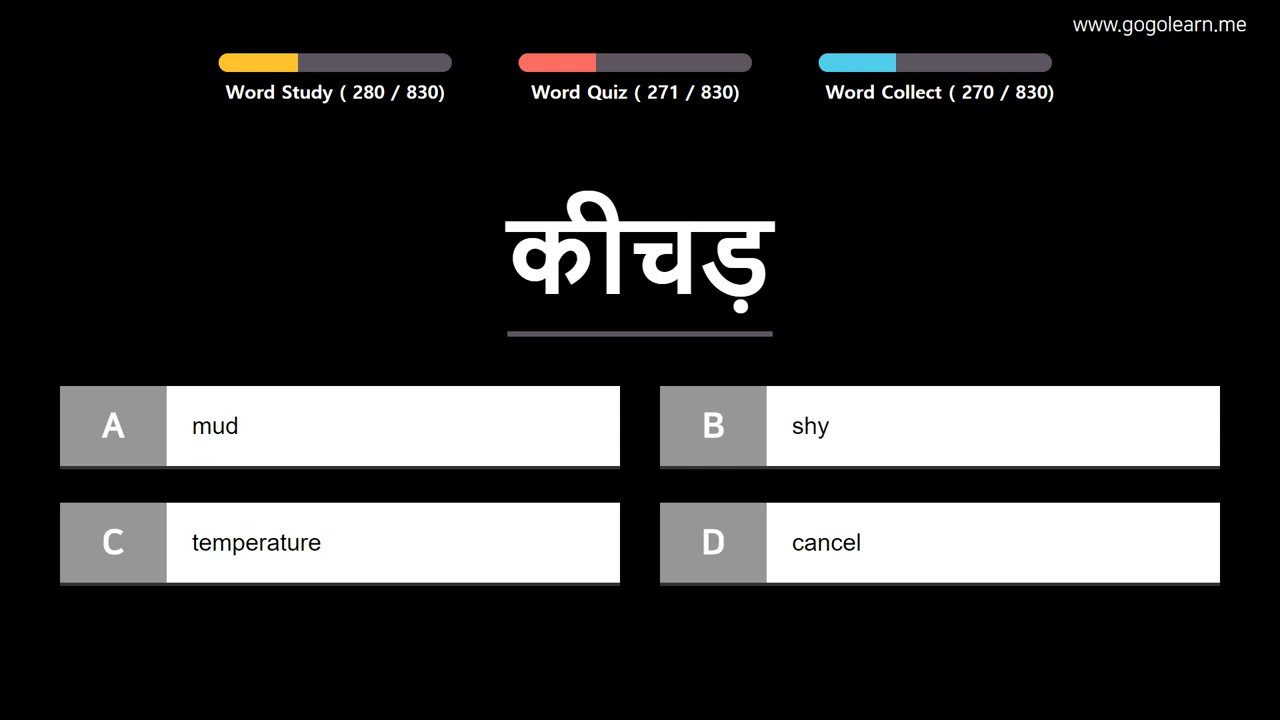 www.gogolearn.me
Word Study ( 280 / 830)
Word Quiz ( 271 / 830)
Word Collect ( 270 / 830)
कीचड़
A mud
B shy
C temperature
D cancel